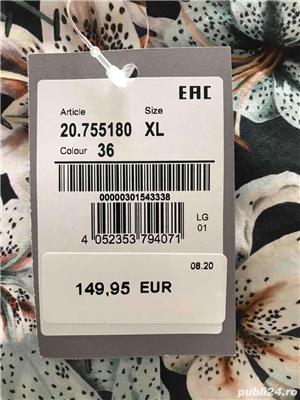 EAC
Article Size
20.755180 XL
Colour 36
00000301543338
LG
01
4 052353 794071
08.20
149,95 EUR
publi24.ro